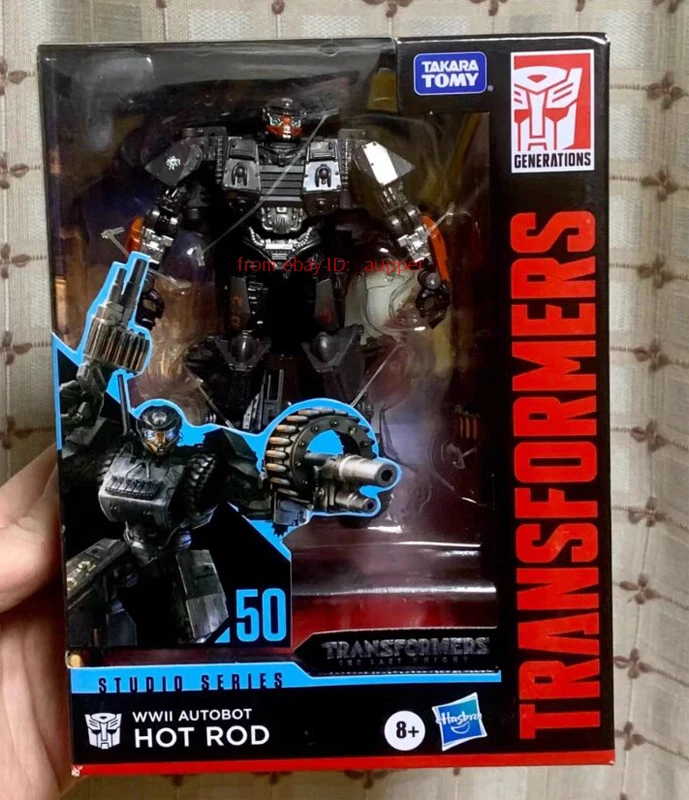 TAKARA
TOMY
GENERATIONS
TRANSFORMERS
from ebay ID: aupper
50
TRANSFORMERS
THE LAST KNIGHT
STUDIO SERIES
WWII AUTOBOT
HOT ROD
8+
Hasbro